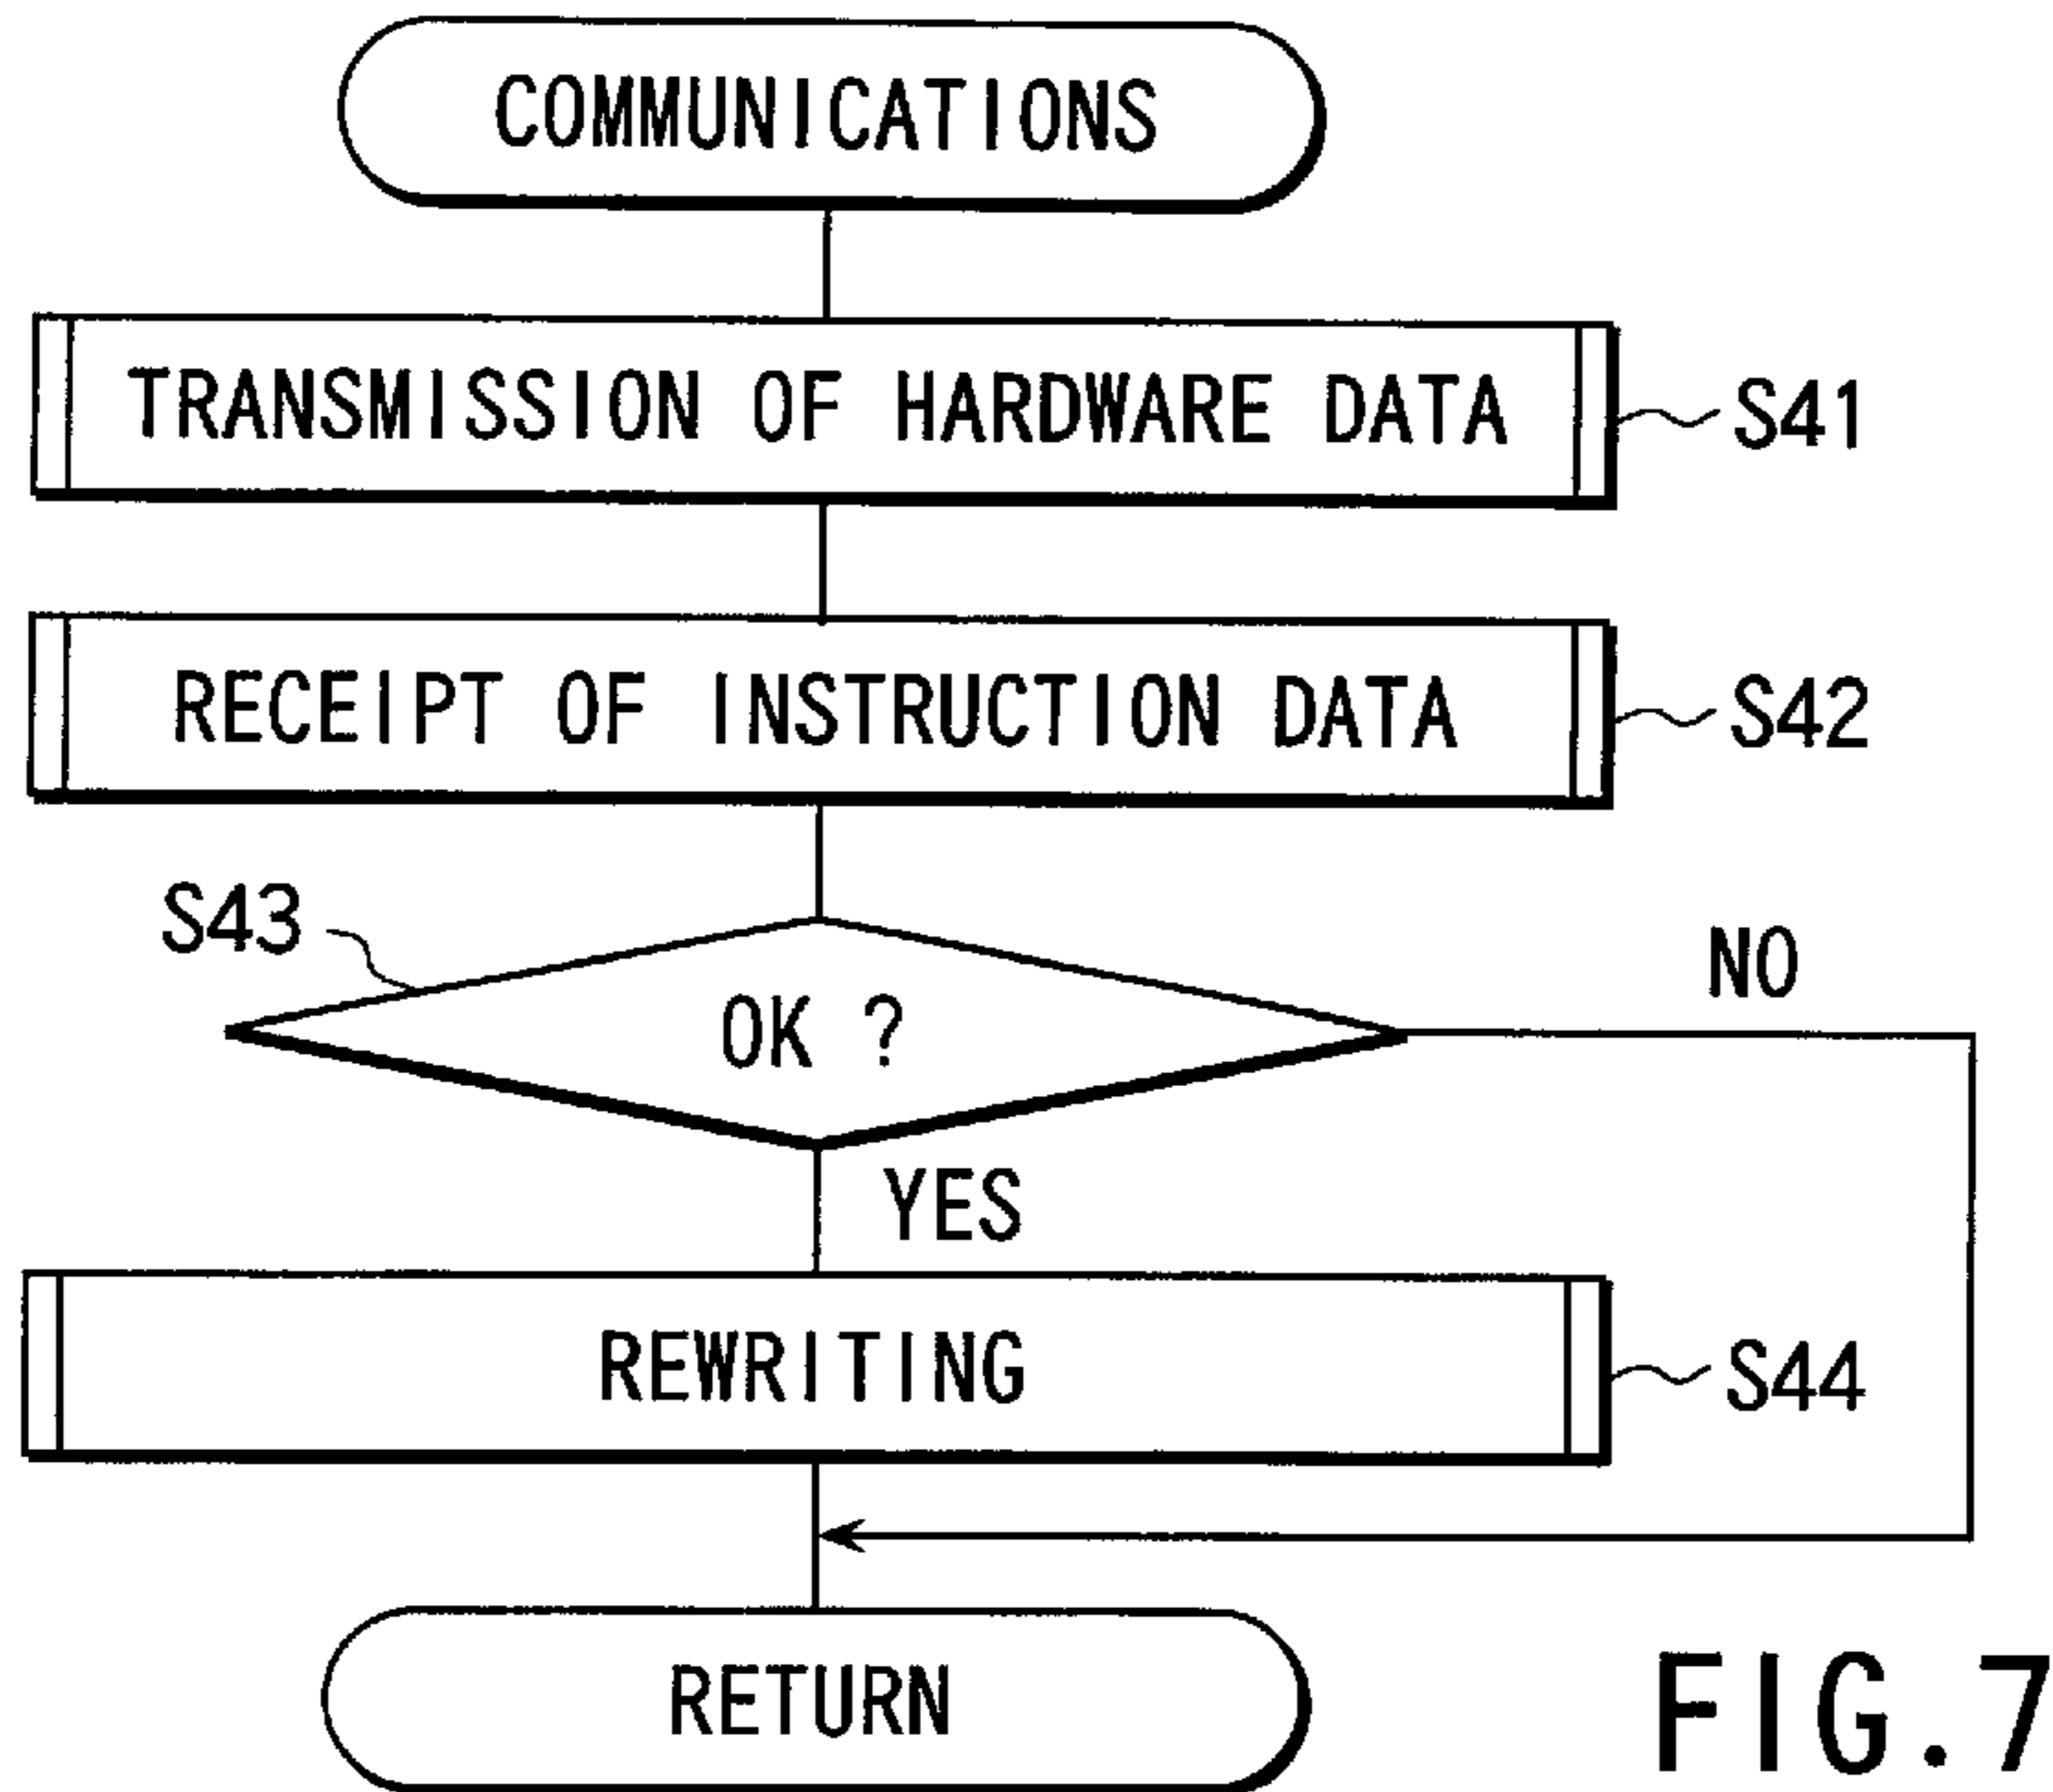 COMMUNICATIONS
TRANSMISSION OF HARDWARE DATA
S41
RECEIPT OF INSTRUCTION DATA
S42
S43
OK ?
NO
YES
REWRITING
S44
RETURN
FIG.7